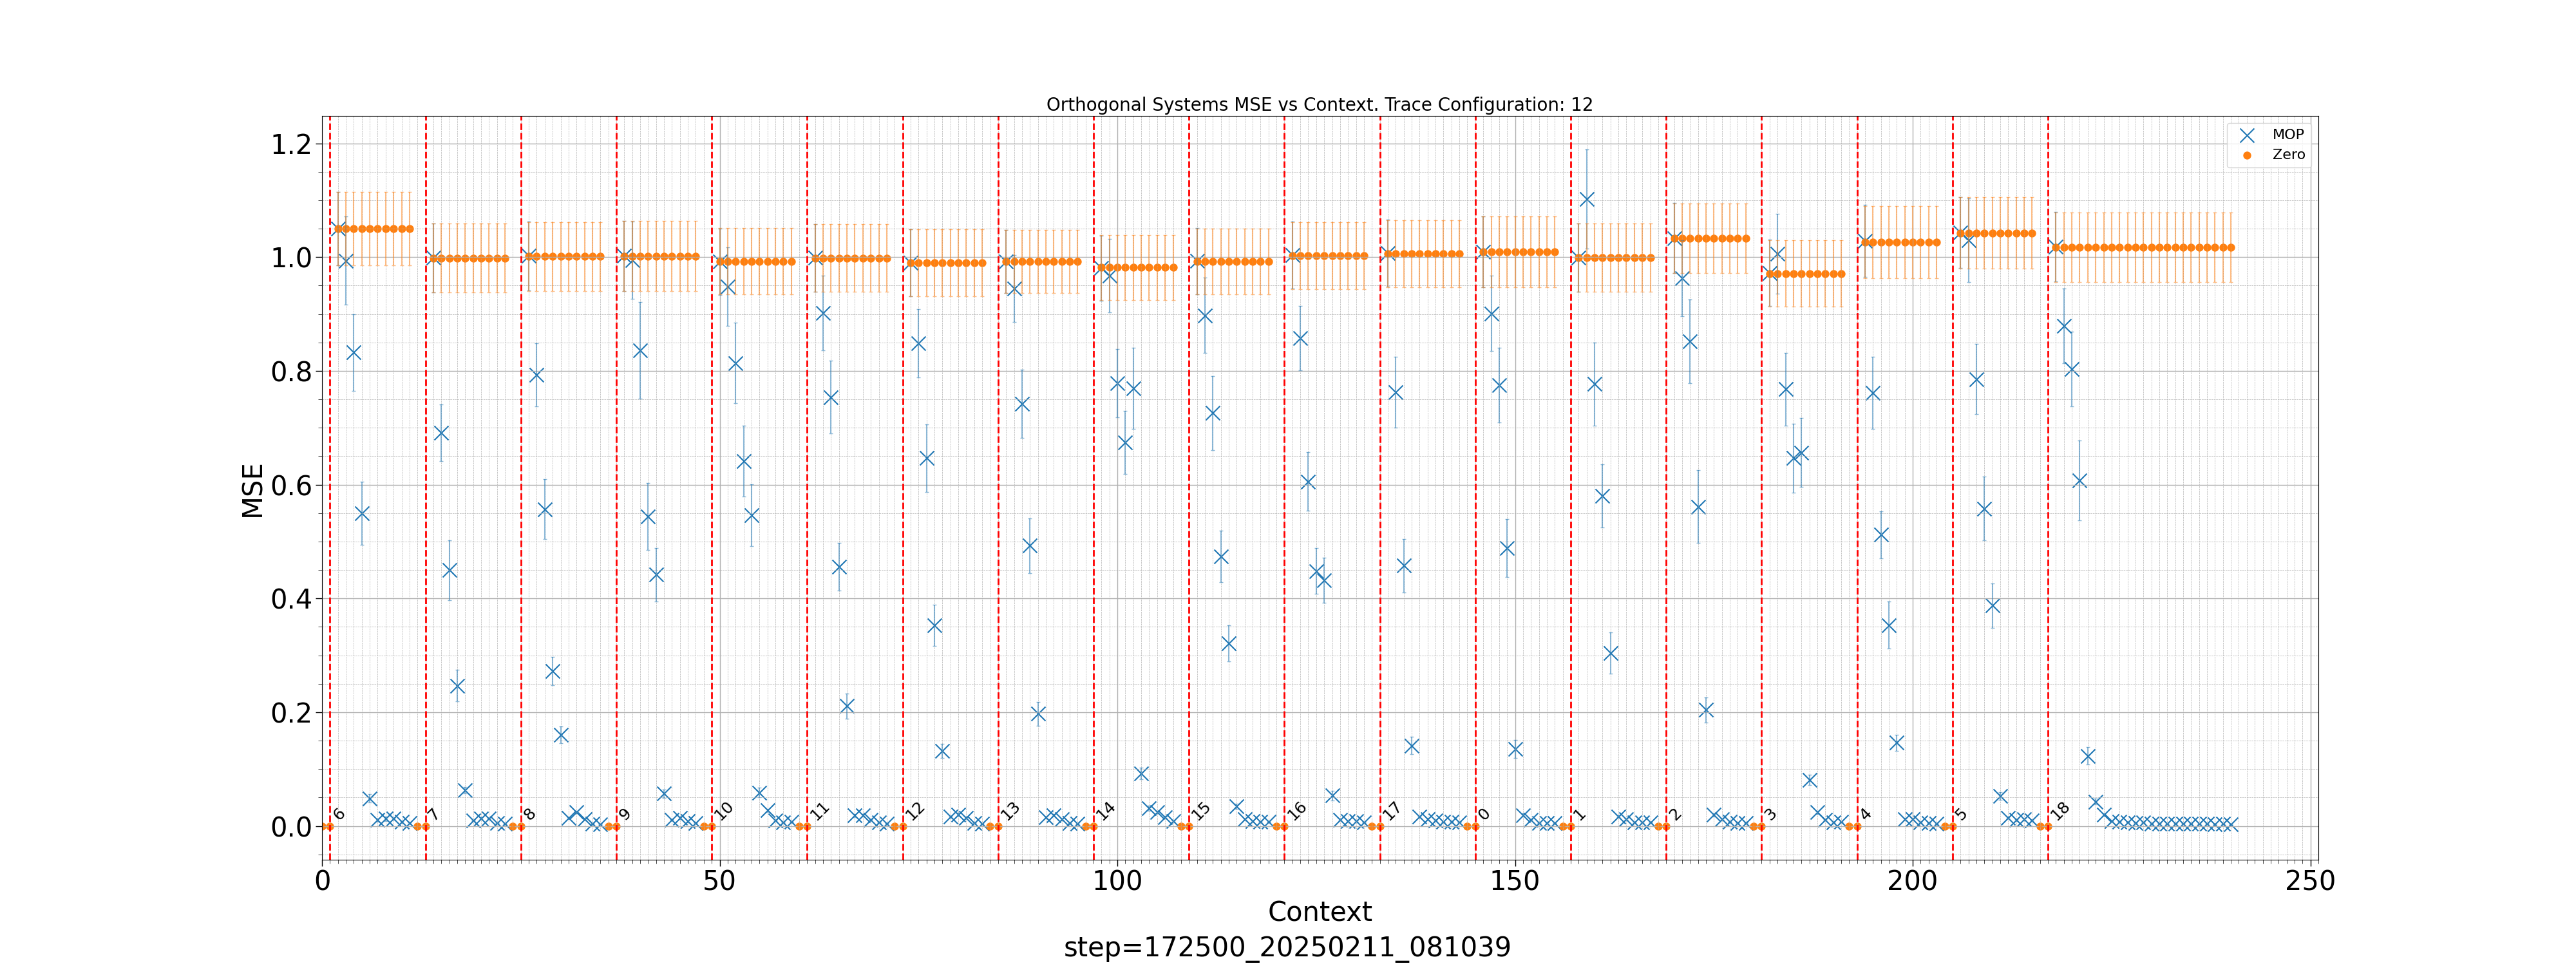 Orthogonal Systems MSE vs Context. Trace Configuration: 12
MOP
Zero
MSE
1.2
1.0
0.8
0.6
0.4
0.2
0.0
6 7 8 9 10 11 12 13 14 15 16 17 0 1 2 3 4 5 18
0 50 100 150 200 250
Context
step=172500_20250211_081039